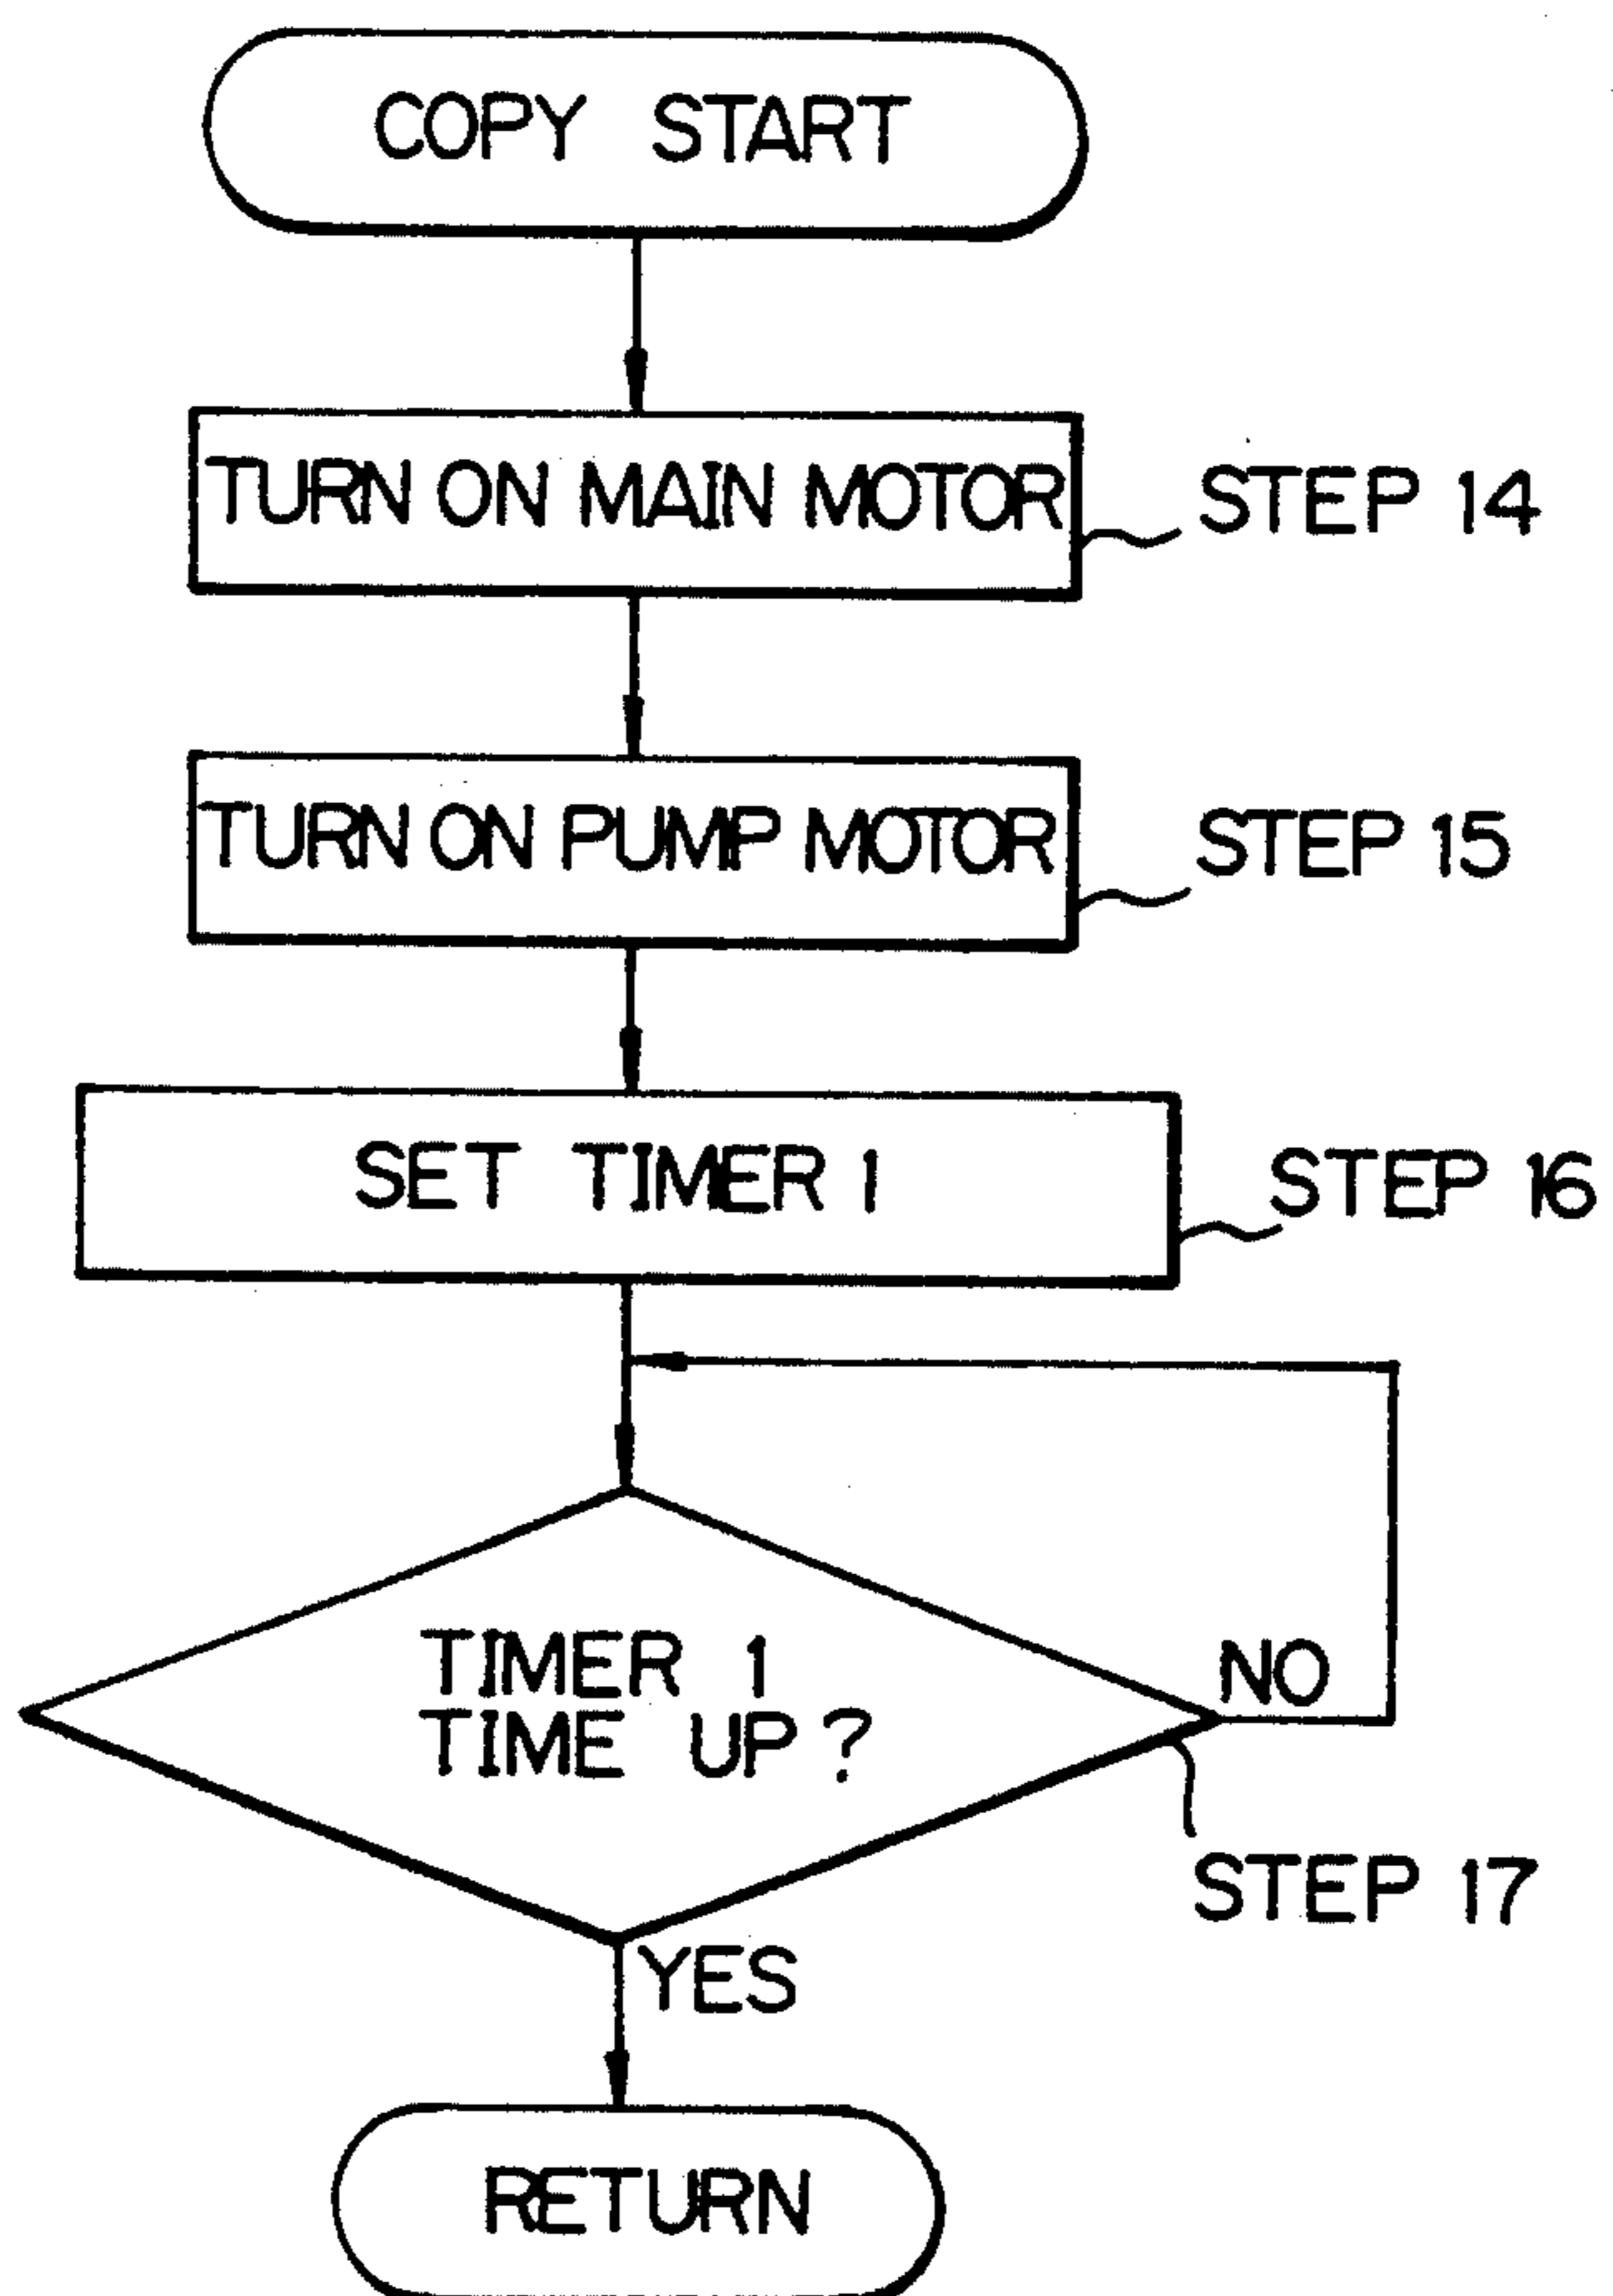 COPY START
TURN ON MAIN MOTOR
STEP 14
TURN ON PUMP MOTOR
STEP 15
SET TIMER 1
STEP 16
TIMER 1
TIME UP?
NO
STEP 17
YES
RETURN